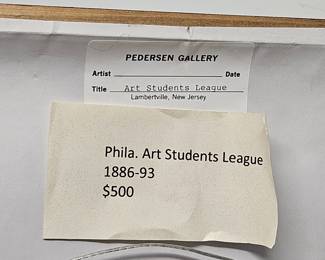 PEDERSEN GALLERY
Artist Date
Title Art Students League
Lambertville, New Jersey
Phila. Art Students League
1886-93
$500